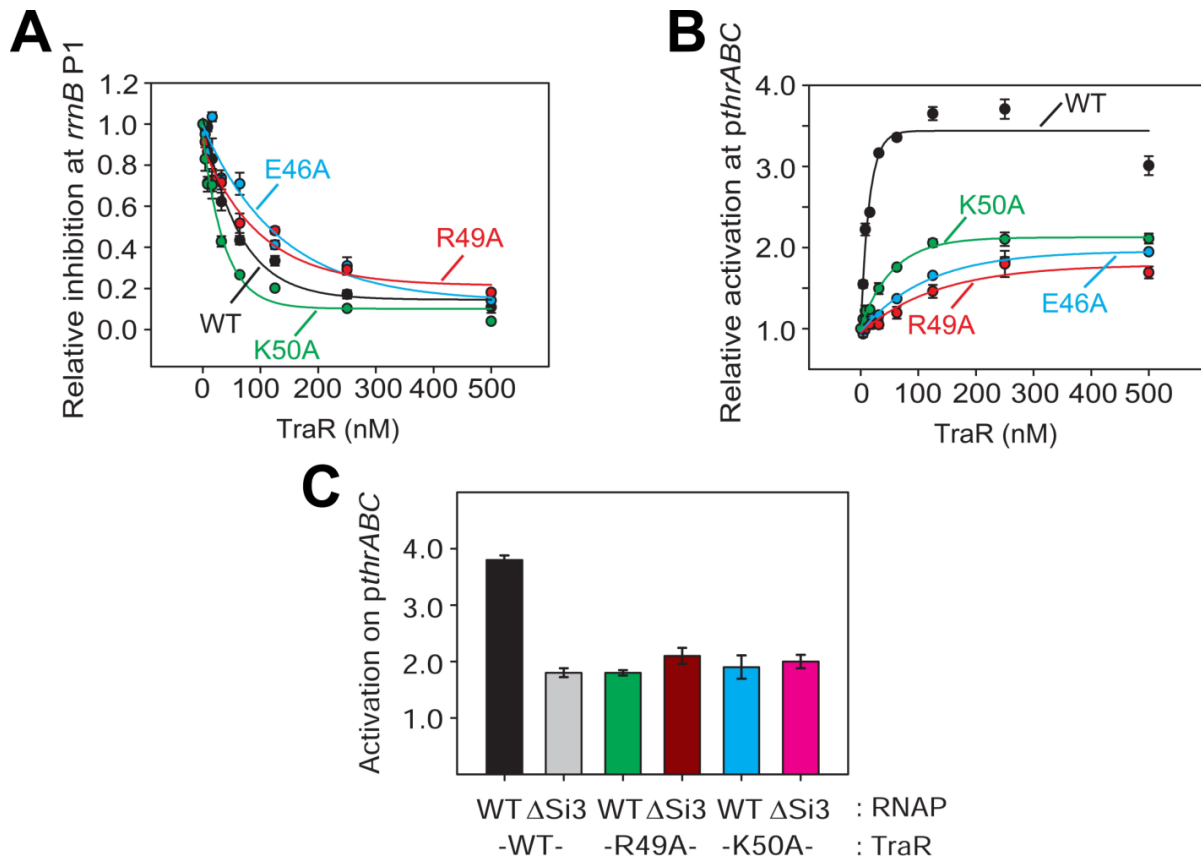 A
Relative inhibition at rrnB P1
1.2
1.0
0.8
0.6
0.4
0.2
0.0
E46A
R49A
WT
K50A
0 100 200 300 400 500
TraR (nM)
B
Relative activation at pthrABC
4.0
3.0
2.0
1.0
WT
K50A
E46A
R49A
0 100 200 300 400 500
TraR (nM)
C
Activation on pthrABC
4.0
3.0
2.0
1.0
WT ΔSi3 WT ΔSi3 WT ΔSi3 : RNAP
-WT- -R49A- -K50A- : TraR